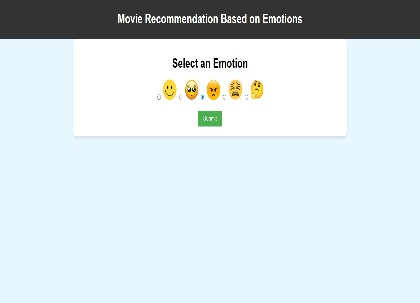 Movie Recommendation Based on Emotions
Select an Emotion
Submit